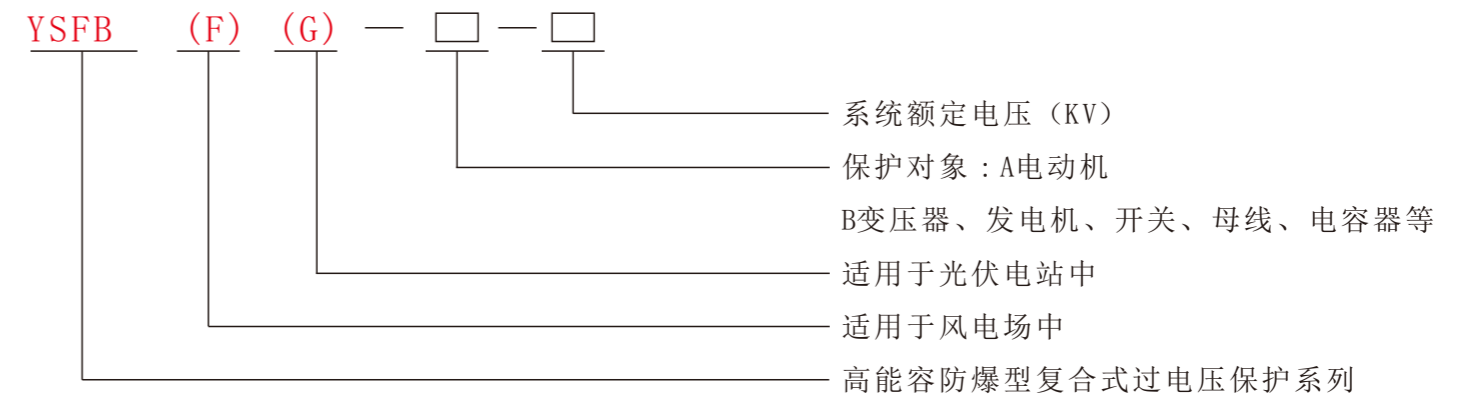 YSFB (F) (G) — □ — □
系统额定电压（KV）
保护对象：A电动机
B变压器、发电机、开关、母线、电容器等
适用于光伏电站中
适用于风电场中
高能容防爆型复合式过电压保护系列